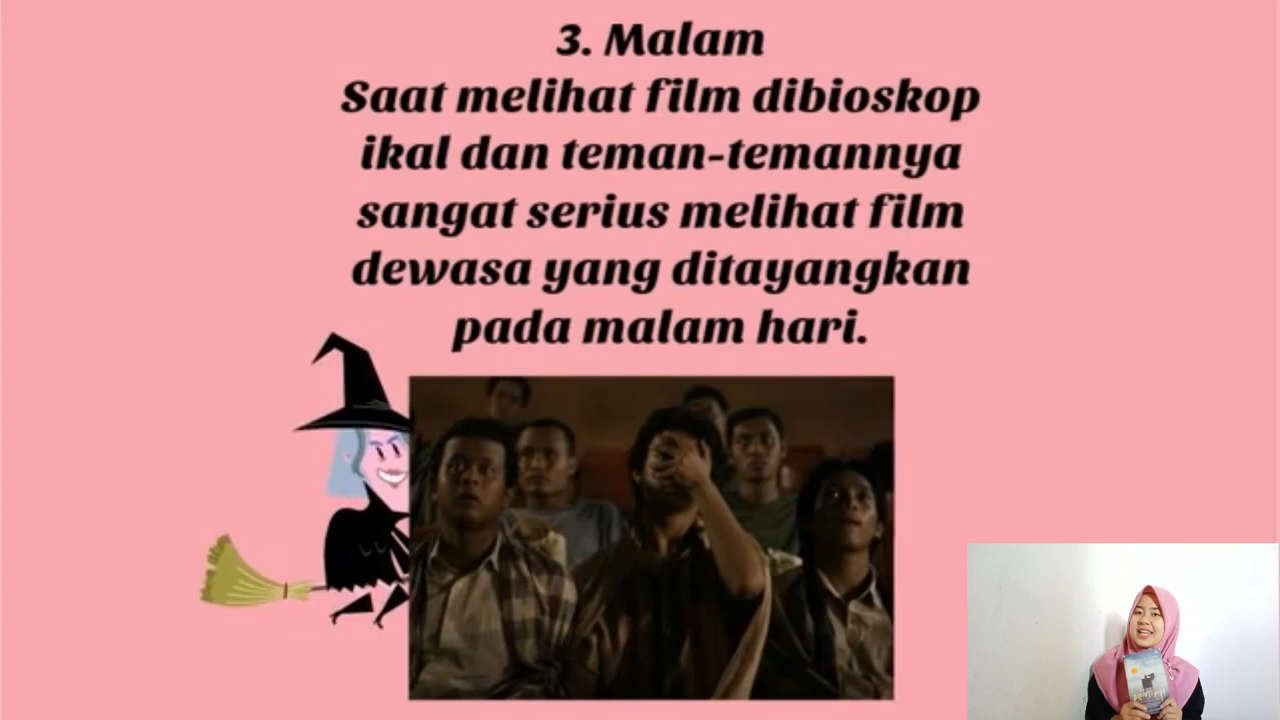 3. Malam
Saat melihat film dibioskop
ikal dan teman-temannya
sangat serius melihat film
dewasa yang ditayangkan
pada malam hari.